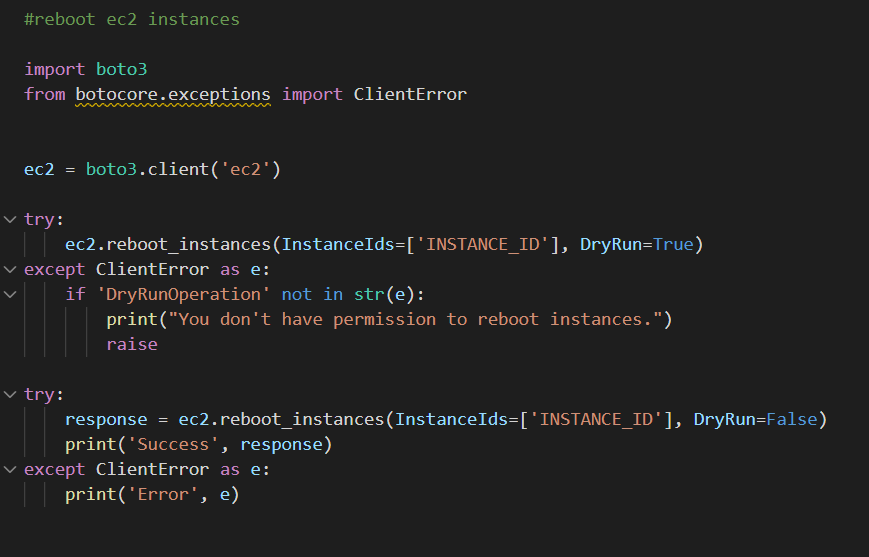 #reboot ec2 instances
import boto3
from botocore.exceptions import ClientError
ec2 = boto3.client('ec2')
try:
    ec2.reboot_instances(InstanceIds=['INSTANCE_ID'], DryRun=True)
except ClientError as e:
    if 'DryRunOperation' not in str(e):
        print("You don't have permission to reboot instances.")
        raise
try:
    response = ec2.reboot_instances(InstanceIds=['INSTANCE_ID'], DryRun=False)
    print('Success', response)
except ClientError as e:
    print('Error', e)